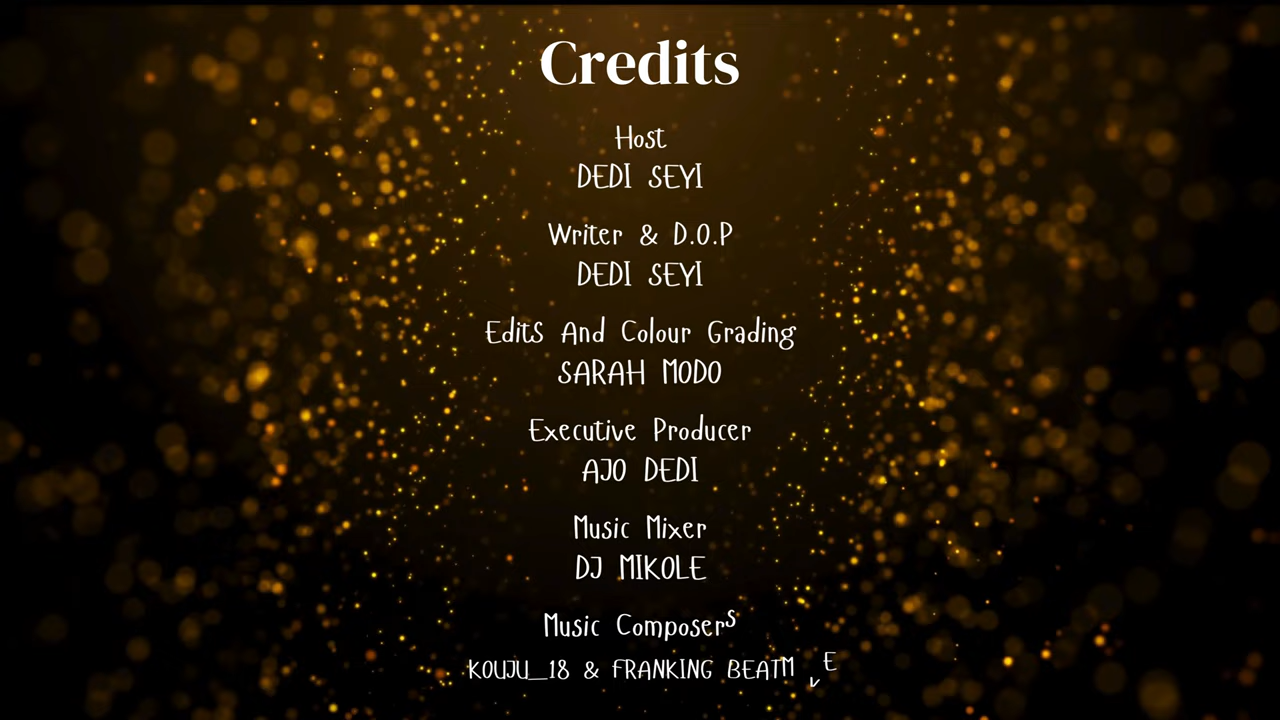 Credits
Host
DEDI SEYI
Writer & D.O.P
DEDI SEYI
Edits And Colour Grading
SARAH MODO
Executive Producer
AJO DEDI
Music Mixer
DJ MIKOLE
Music Composers
KOUJU_18 & FRANKING